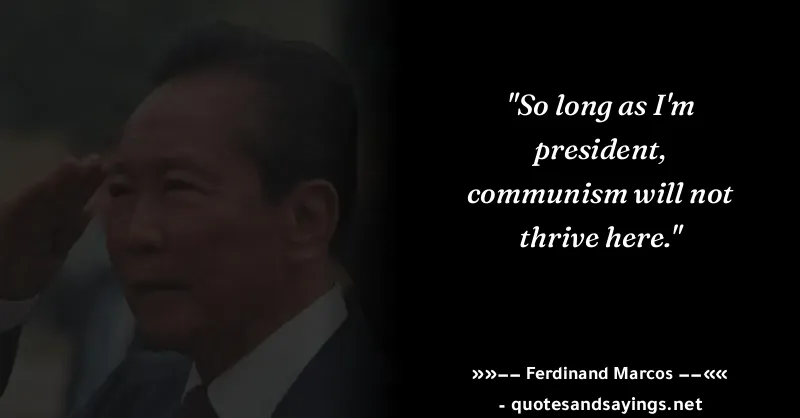 "So long as I'm
president,
communism will not
thrive here."
»»−− Ferdinand Marcos −−««
- quotesandsayings.net